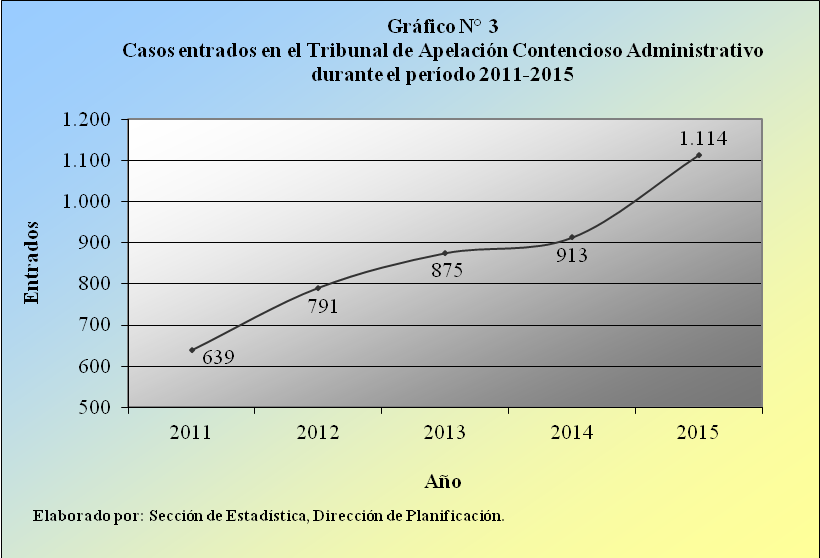 Gráfico N° 3
Casos entrados en el Tribunal de Apelación Contencioso Administrativo
durante el período 2011-2015
Entrados
1.200
1.100
1.000
900
800
700
600
500
639
791
875
913
1.114
2011 2012 2013 2014 2015
Año
Elaborado por: Sección de Estadística, Dirección de Planificación.